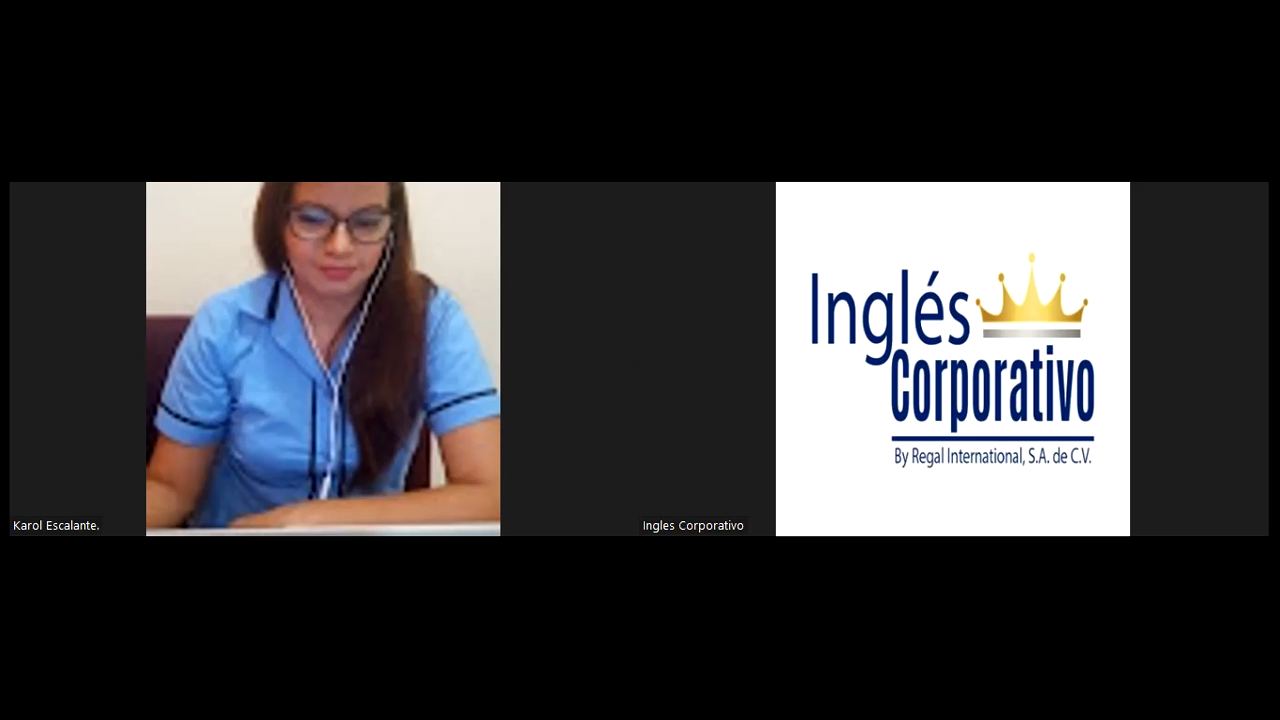 Inglés
Corporativo
By Regal International, S.A. de C.V.
Karol Escalante.
Ingles Corporativo